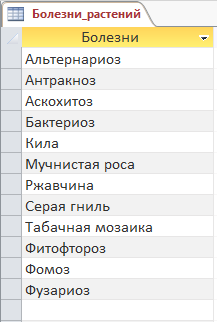 Болезни_растений
Болезни
Альтернариоз
Антракноз
Аскохитоз
Бактериоз
Кила
Мучнистая роса
Ржавчина
Серая гниль
Табачная мозаика
Фитофтороз
Фомоз
Фузариоз